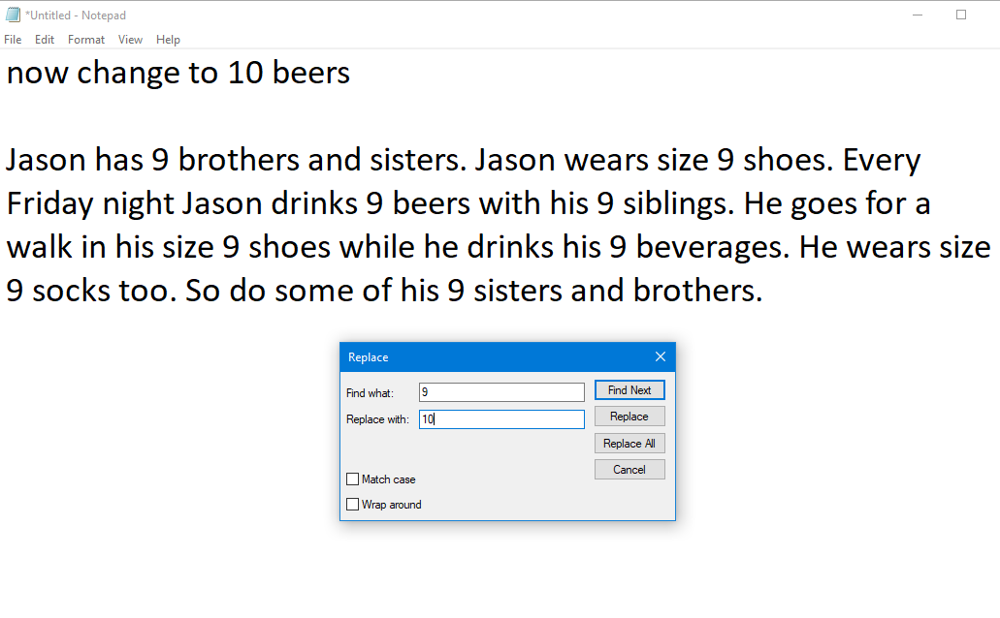 *Untitled - Notepad
File Edit Format View Help
now change to 10 beers
Jason has 9 brothers and sisters. Jason wears size 9 shoes. Every
Friday night Jason drinks 9 beers with his 9 siblings. He goes for a
walk in his size 9 shoes while he drinks his 9 beverages. He wears size
9 socks too. So do some of his 9 sisters and brothers.
Replace
Find what: 9 Find Next
Replace with: 10 Replace
Replace All
Cancel
Match case
Wrap around